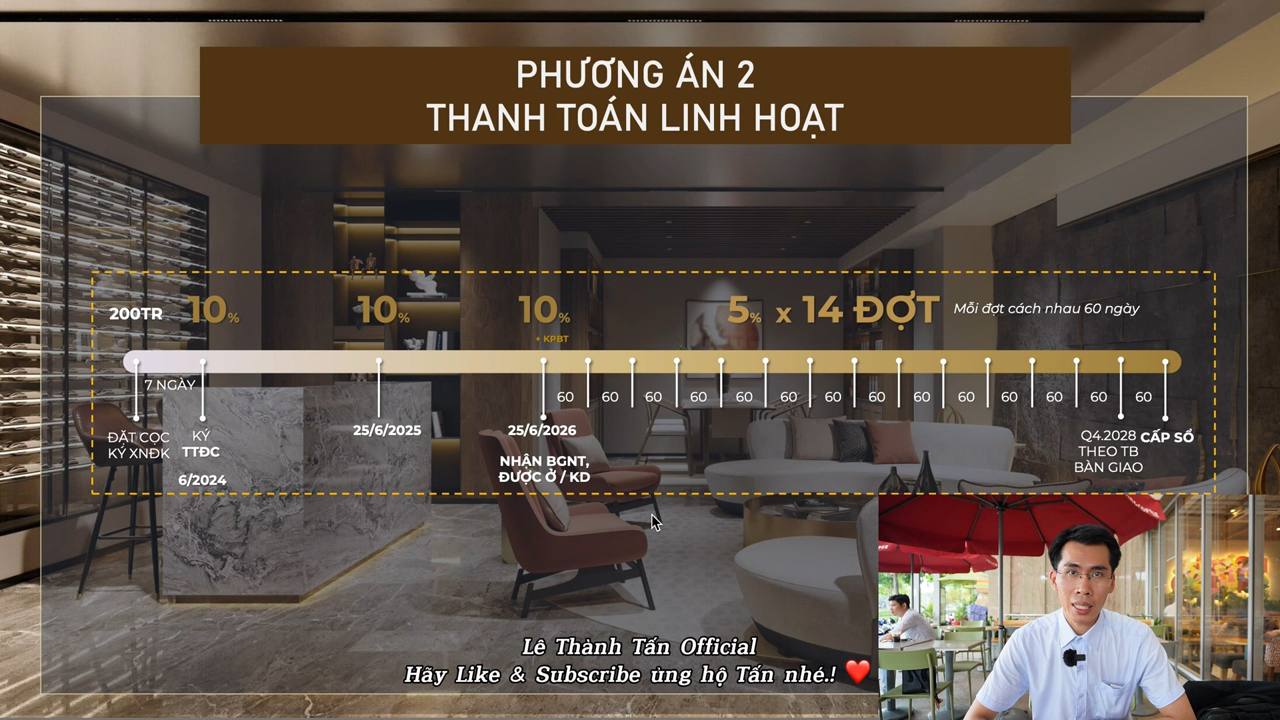 PHƯƠNG ÁN 2
THANH TOÁN LINH HOẠT
200TR 10% 10% 10% 5% x 14 ĐỢT Mỗi đợt cách nhau 60 ngày
+ KPBT
7 NGÀY 60 60 60 60 60 60 60 60 60 60 60 60 60 60
ĐẶT CỌC
KÝ XNĐK
KÝ
TTĐC
6/2024
25/6/2025
25/6/2026
NHẬN BGNT,
ĐƯỢC Ở / KD
Q4.2028
THEO TB
BÀN GIAO
CẤP SỔ
Lê Thành Tấn Official
Hãy Like & Subscribe ủng hộ Tấn nhé.! ❤️